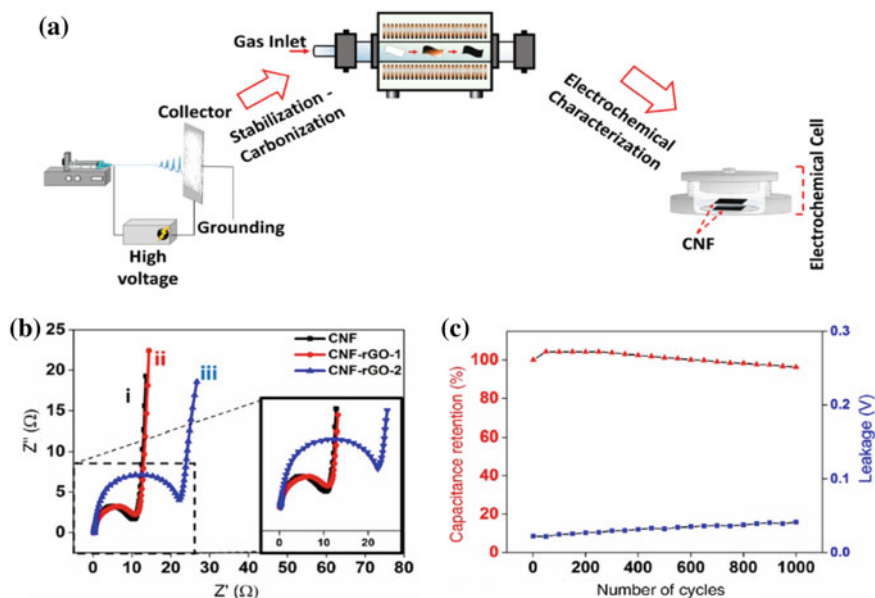 (a)
Gas Inlet
Stabilization -
Carbonization
Collector
Grounding
High
voltage
Electrochemical
Characterization
Electrochemical Cell
CNF
(b)
25
20
15
10
5
0
Z'' (Ω)
0 10 20 30 40 50 60 70 80
Z' (Ω)
i
ii
iii
CNF
CNF-rGO-1
CNF-rGO-2
0 10 20
(c)
Capacitance retention (%)
100
80
60
40
20
0
0.3
0.2
0.1
0.0
Leakage (V)
0 200 400 600 800 1000
Number of cycles